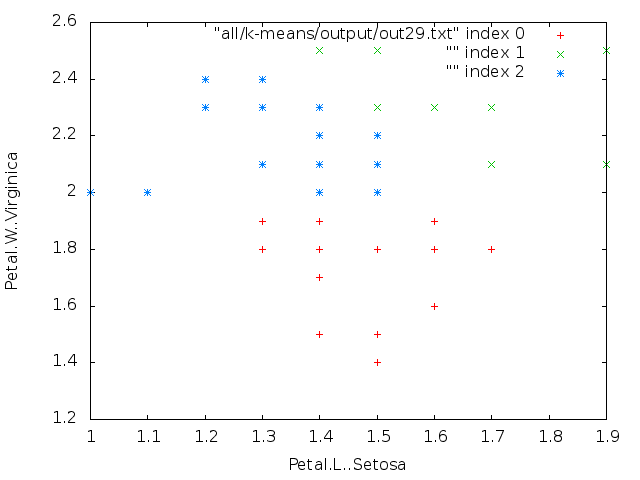 2.6
2.4
2.2
2
1.8
1.6
1.4
1.2
1 1.1 1.2 1.3 1.4 1.5 1.6 1.7 1.8 1.9
Petal.W..Virginica
Petal.L..Setosa
"all/k-means/output/out29.txt" index 0
"" index 1
"" index 2